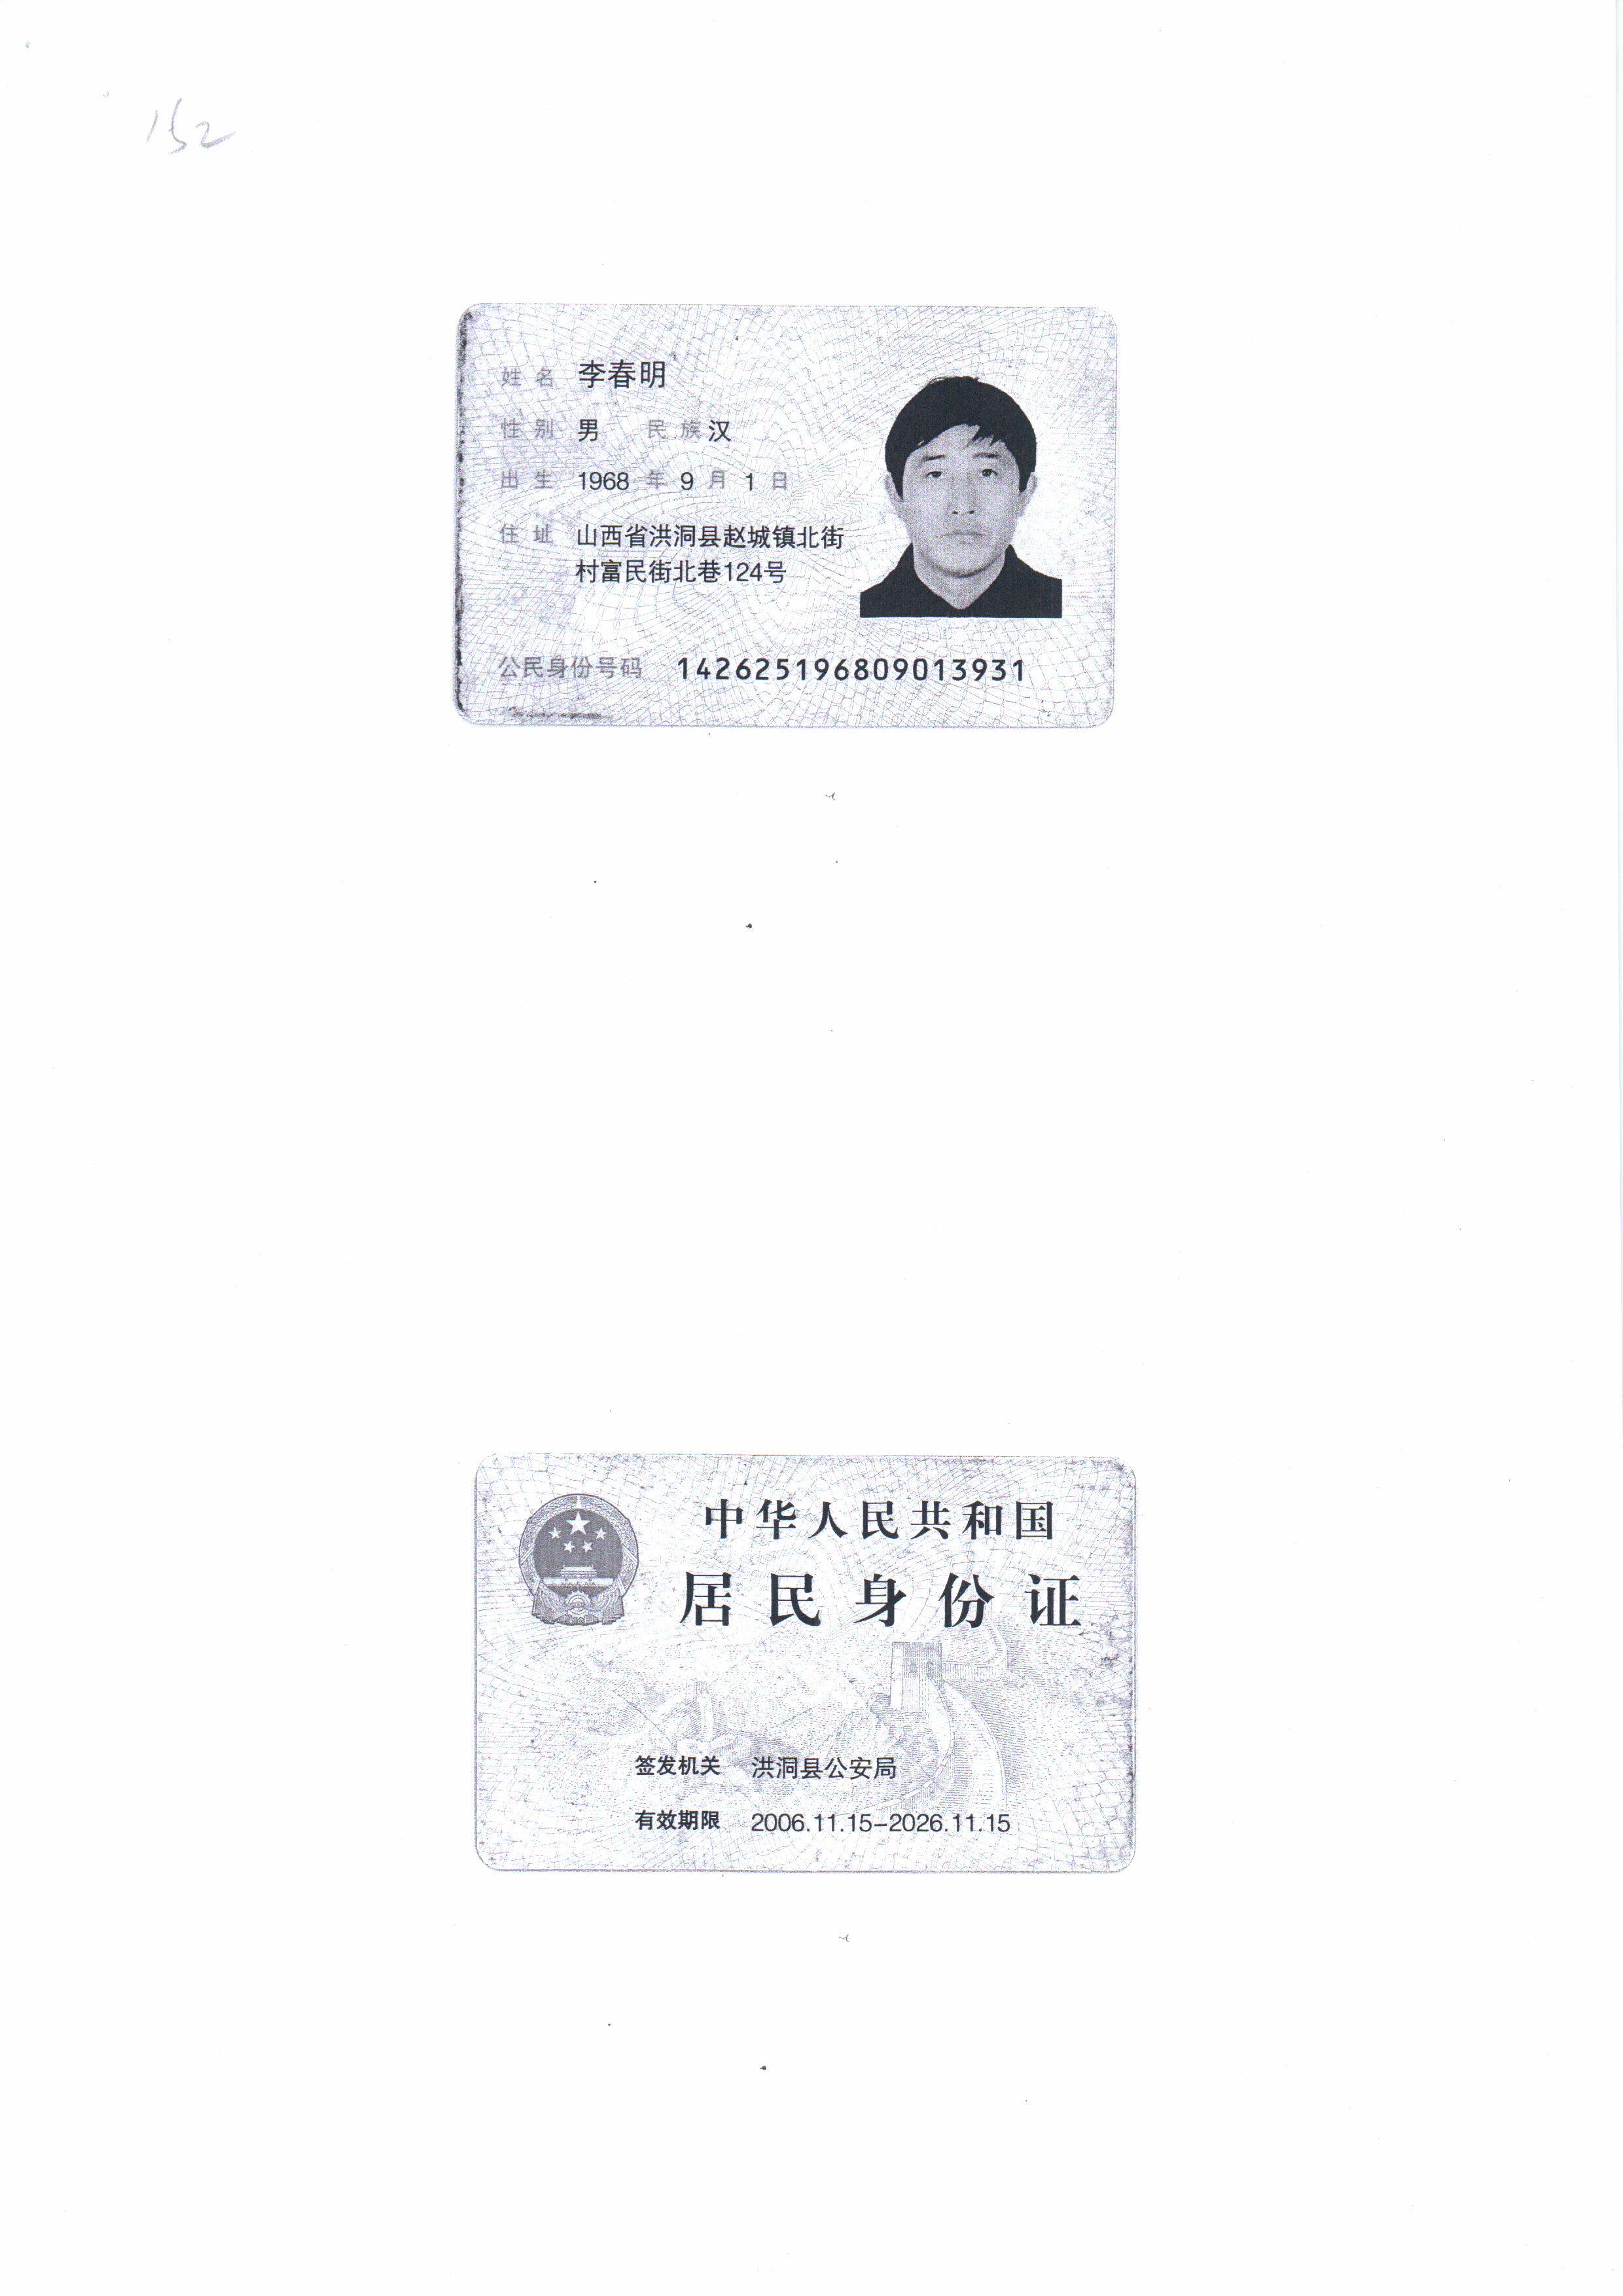 152
姓名 李春明
性别 男 民族 汉
出生 1968 年 9 月 1 日
住址 山西省洪洞县赵城镇北街
村富民街北巷124号
公民身份号码 142625196809013931
中华人民共和国
居民身份证
签发机关 洪洞县公安局
有效期限 2006.11.15-2026.11.15